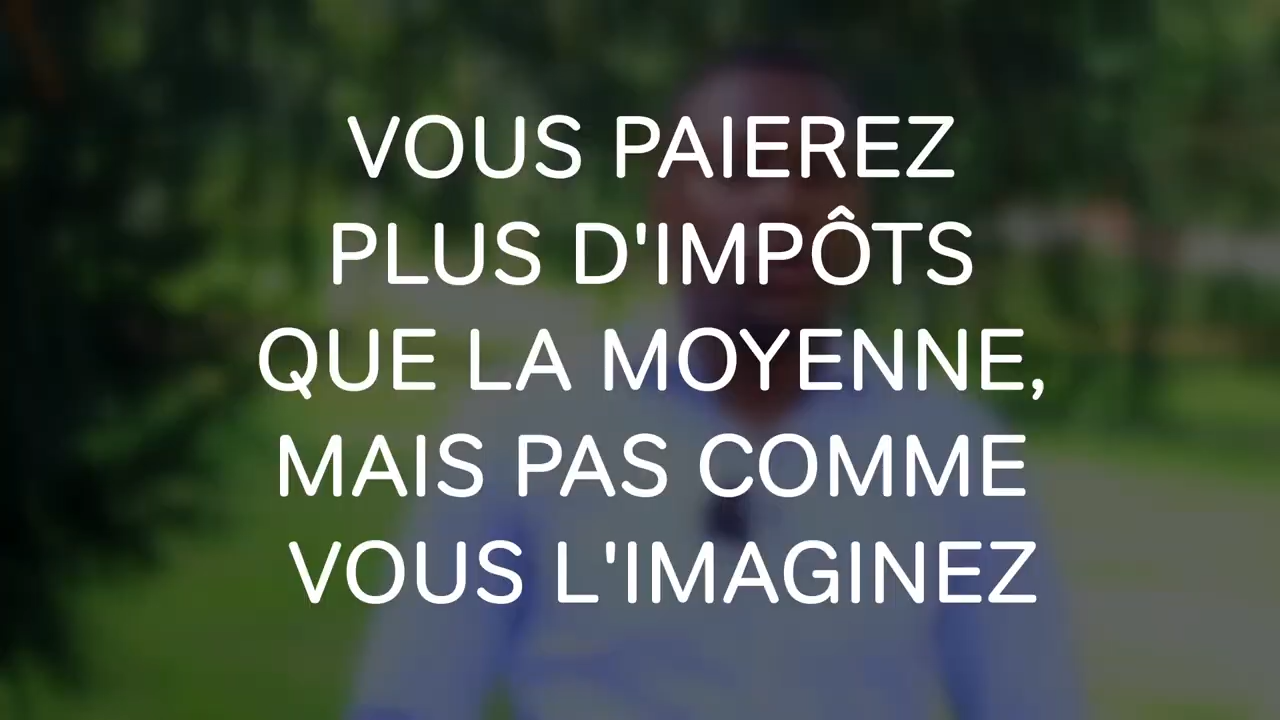 VOUS PAIEREZ
PLUS D'IMPÔTS
QUE LA MOYENNE,
MAIS PAS COMME
VOUS L'IMAGINEZ